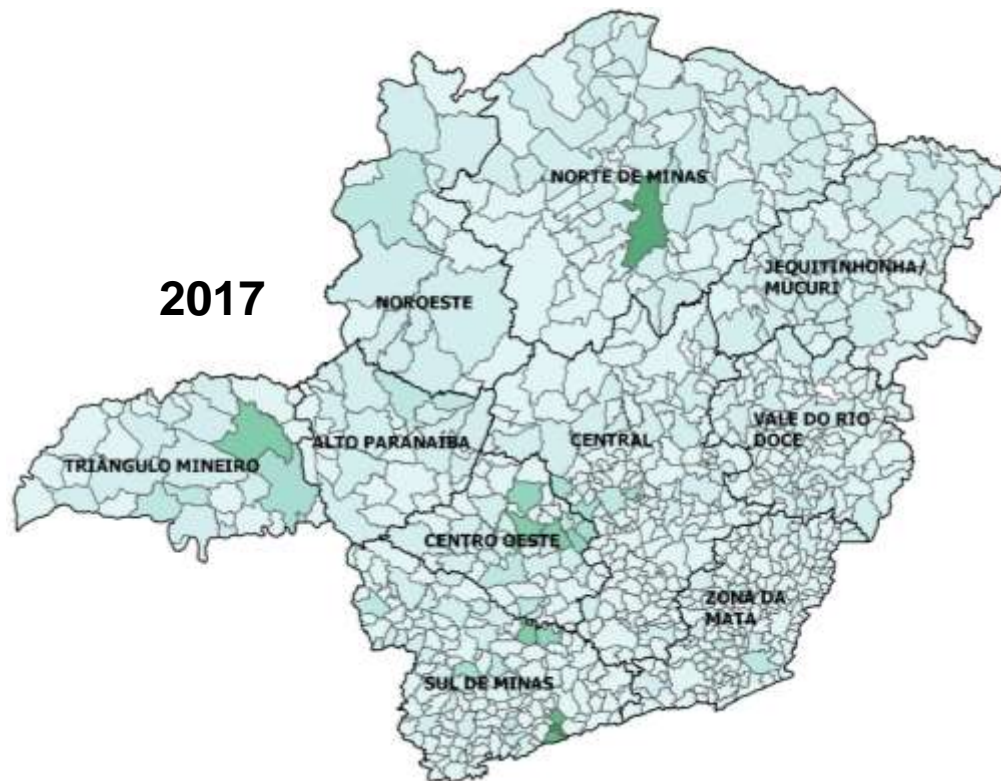 NORTE DE MINAS
JEQUITINHONHA/
MUCURI
2017
NOROESTE
VALE DO RIO
DOCE
ALTO PARANAÍBA
CENTRAL
TRIÂNGULO MINEIRO
CENTRO OESTE
ZONA DA
MATA
SUL DE MINAS